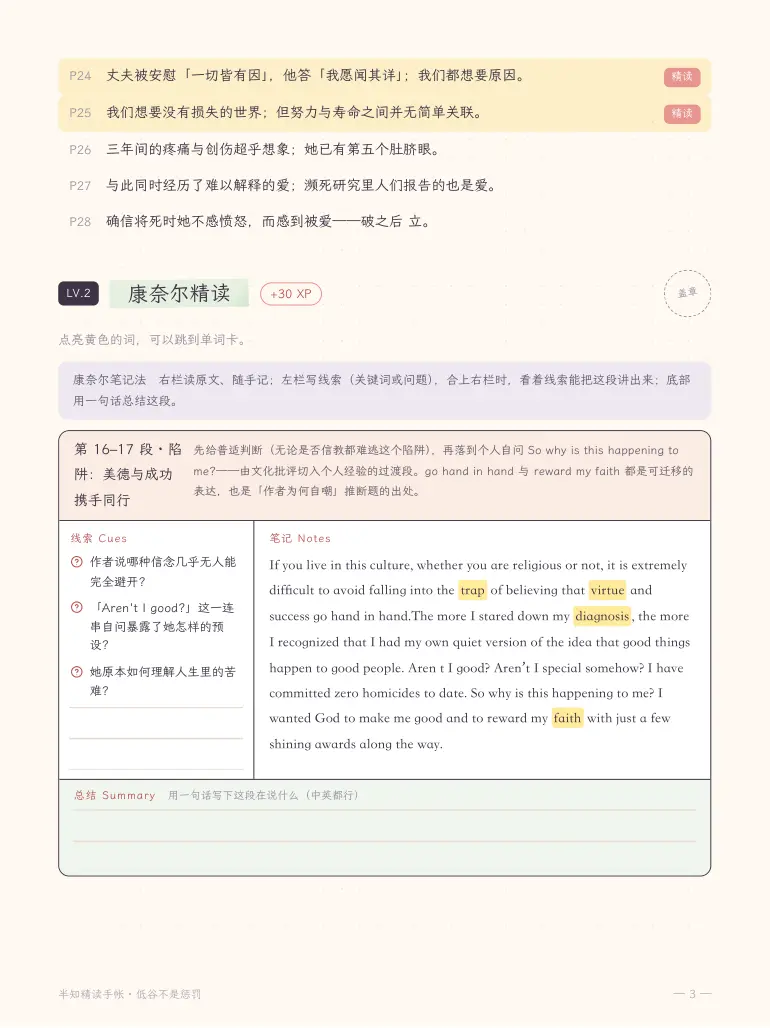 P24 丈夫被安慰「一切皆有因」，他答「我愿闻其详」；我们都想要原因。 精读
P25 我们想要没有损失的世界；但努力与寿命之间并无简单关联。 精读
P26 三年间的疼痛与创伤超乎想象；她已有第五个肚脐眼。
P27 与此同时经历了难以解释的爱；濒死研究里人们报告的也是爱。
P28 确信将死时她不感愤怒，而感到被爱——破之后 立。
LV.2 康奈尔精读 +30 XP 盖章
点亮黄色的词，可以跳到单词卡。
康奈尔笔记法 右栏读原文、随手记；左栏写线索（关键词或问题），合上右栏时，看着线索能把这段讲出来；底部
用一句话总结这段。
第 16–17 段·陷
阱：美德与成功
携手同行
先给普适判断（无论是否信教都难逃这个陷阱），再落到个人自问 So why is this happening to
me?——由文化批评切入个人经验的过渡段。go hand in hand 与 reward my faith 都是可迁移的
表达，也是「作者为何自嘲」推断题的出处。
线索 Cues
作者说哪种信念几乎无人能
完全避开？
「Aren't I good?」这一连
串自问暴露了她怎样的预
设？
她原本如何理解人生里的苦
难？
笔记 Notes
If you live in this culture, whether you are religious or not, it is extremely
difficult to avoid falling into the trap of believing that virtue and
success go hand in hand.The more I stared down my diagnosis, the more
I recognized that I had my own quiet version of the idea that good things
happen to good people. Aren t I good? Aren't I special somehow? I have
committed zero homicides to date. So why is this happening to me? I
wanted God to make me good and to reward my faith with just a few
shining awards along the way.
总结 Summary 用一句话写下这段在说什么（中英都行）
半知精读手帐·低谷不是惩罚
— 3 —